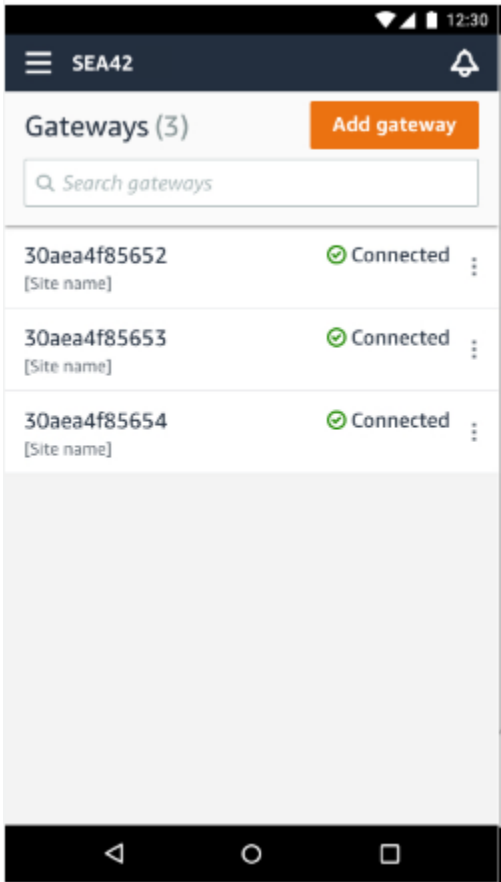 12:30
SEA42
Gateways (3)
Add gateway
Search gateways
30aea4f85652
Connected
[Site name]
30aea4f85653
Connected
[Site name]
30aea4f85654
Connected
[Site name]